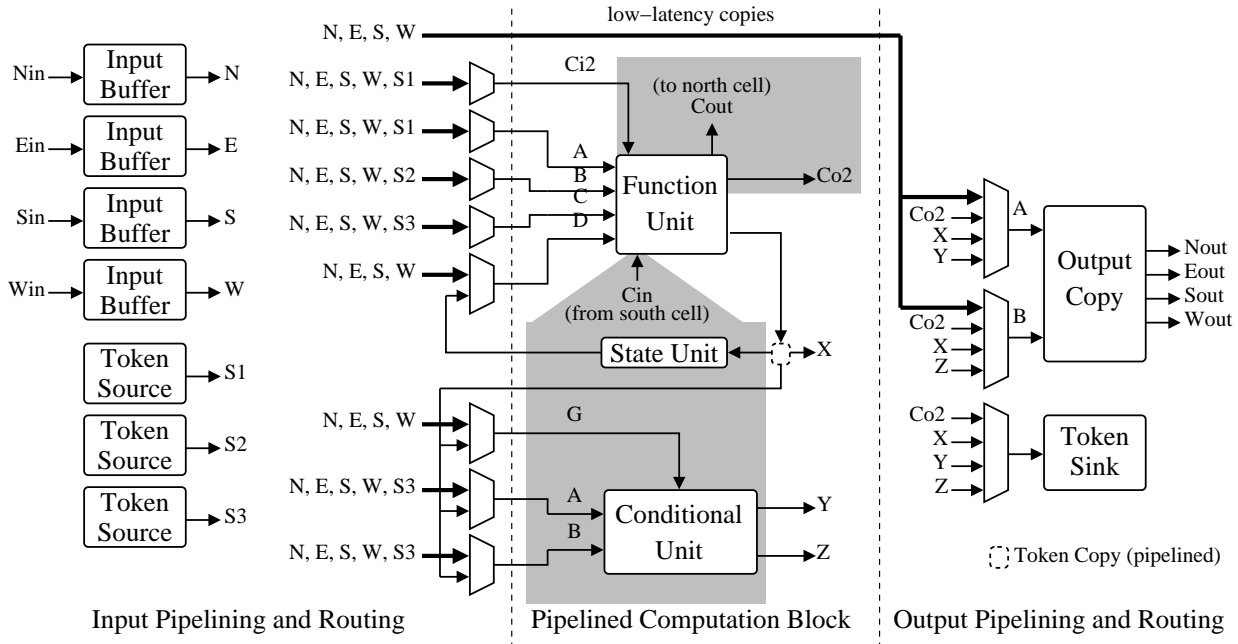 low−latency copies
N, E, S, W
Nin
Input
Buffer
N
N, E, S, W, S1
Ci2
(to north cell)
Cout
Ein
Input
Buffer
E
N, E, S, W, S1
A
N, E, S, W, S2
B
Function
Unit
Co2
Sin
Input
Buffer
S
N, E, S, W, S3
C
D
Win
Input
Buffer
W
N, E, S, W
Cin
(from south cell)
State Unit
X
Co2
X
Y
A
Co2
X
Z
B
Output
Copy
Nout
Eout
Sout
Wout
Token
Source
S1
Token
Source
S2
Token
Source
S3
N, E, S, W
G
N, E, S, W, S3
A
N, E, S, W, S3
B
Conditional
Unit
Y
Z
Co2
X
Y
Z
Token
Sink
Token Copy (pipelined)
Input Pipelining and Routing
Pipelined Computation Block
Output Pipelining and Routing